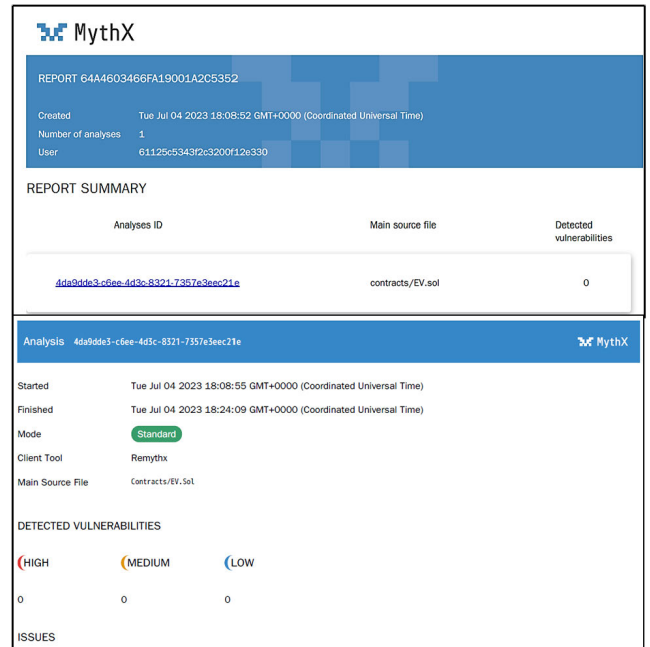 MythX
REPORT 64A4603466FA19001A2C5352
Created Tue Jul 04 2023 18:08:52 GMT+0000 (Coordinated Universal Time)
Number of analyses 1
User 61125c5343f2c3200f12e330
REPORT SUMMARY
Analyses ID Main source file Detected vulnerabilities
4da9dde3-c6ee-4d3c-8321-7357e3eec21e contracts/EV.sol 0
Analysis 4da9dde3-c6ee-4d3c-8321-7357e3eec21e MythX
Started Tue Jul 04 2023 18:08:55 GMT+0000 (Coordinated Universal Time)
Finished Tue Jul 04 2023 18:24:09 GMT+0000 (Coordinated Universal Time)
Mode Standard
Client Tool Remythx
Main Source File Contracts/EV.Sol
DETECTED VULNERABILITIES
HIGH MEDIUM LOW
0 0 0
ISSUES